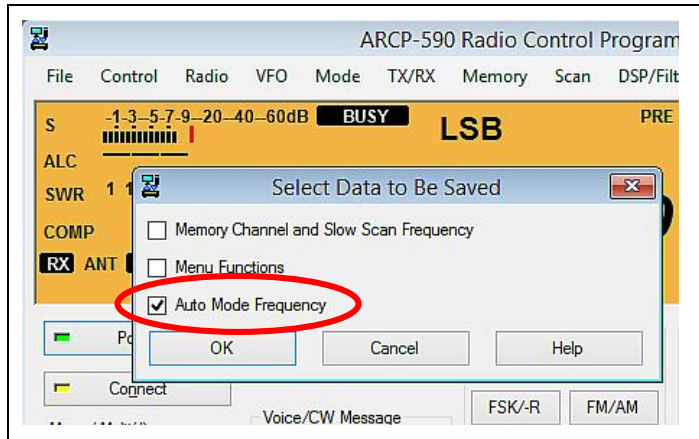 ARCP-590 Radio Control Program
File Control Radio VFO Mode TX/RX Memory Scan DSP/Filt
S -1-3-5-7-9--20--40--60dB BUSY LSB PRE
ALC
SWR 1 1
COMP
RX ANT
Select Data to Be Saved
Memory Channel and Slow Scan Frequency
Menu Functions
Auto Mode Frequency
OK Cancel Help
Connect
Voice/CW Message FSK/-R FM/AM